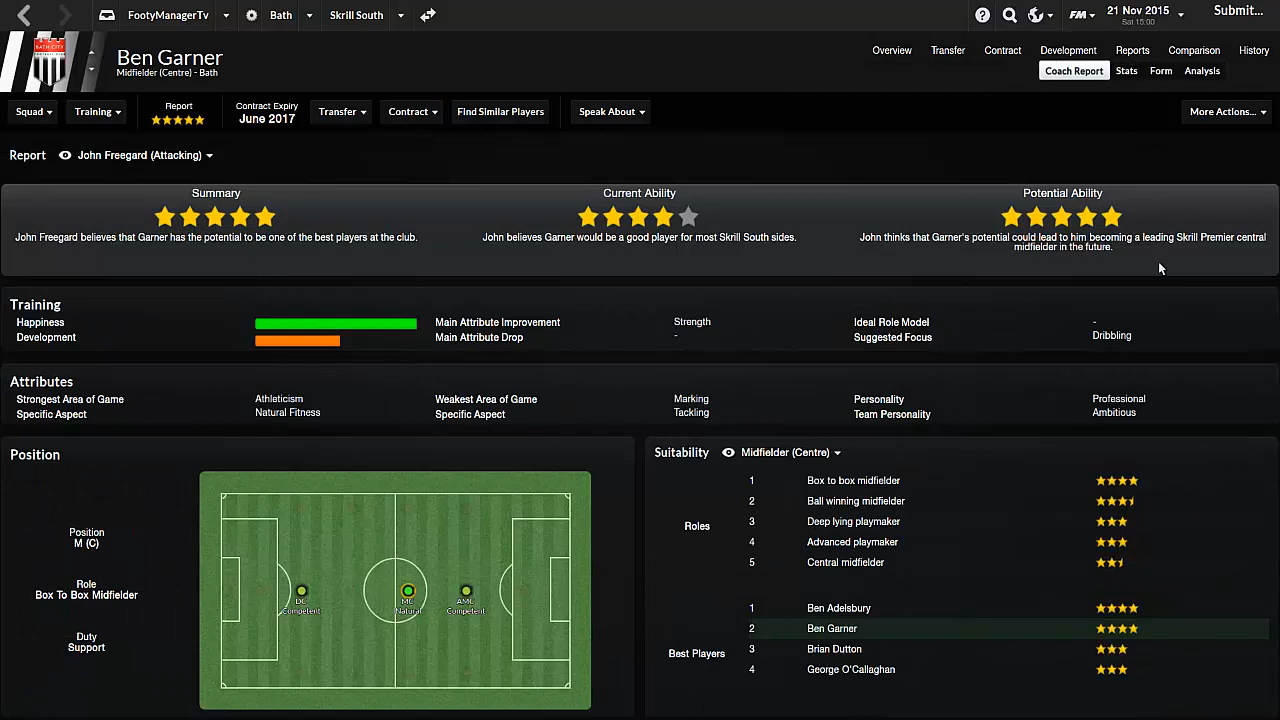 FootyManagerTv
Bath
Skrill South
FM
21 Nov 2015
Sat 15:00
Submit...
BATH CITY
Ben Garner
Midfielder (Centre) - Bath
Overview
Transfer
Contract
Development
Reports
Comparison
History
Coach Report
Stats
Form
Analysis
Squad
Training
Report
Contract Expiry
June 2017
Transfer
Contract
Find Similar Players
Speak About
More Actions...
Report
John Freegard (Attacking)
Summary
John Freegard believes that Garner has the potential to be one of the best players at the club.
Current Ability
John believes Garner would be a good player for most Skrill South sides.
Potential Ability
John thinks that Garner's potential could lead to him becoming a leading Skrill Premier central
midfielder in the future.
Training
Happiness
Main Attribute Improvement
Strength
Ideal Role Model
-
Development
Main Attribute Drop
-
Suggested Focus
Dribbling
Attributes
Strongest Area of Game
Athleticism
Weakest Area of Game
Marking
Personality
Professional
Specific Aspect
Natural Fitness
Specific Aspect
Tackling
Team Personality
Ambitious
Position
Position
M (C)
Role
Box To Box Midfielder
Duty
Support
DC
Competent
MC
Natural
AMC
Competent
Suitability
Midfielder (Centre)
Roles
1 Box to box midfielder
2 Ball winning midfielder
3 Deep lying playmaker
4 Advanced playmaker
5 Central midfielder
Best Players
1 Ben Adelsbury
2 Ben Garner
3 Brian Dutton
4 George O'Callaghan